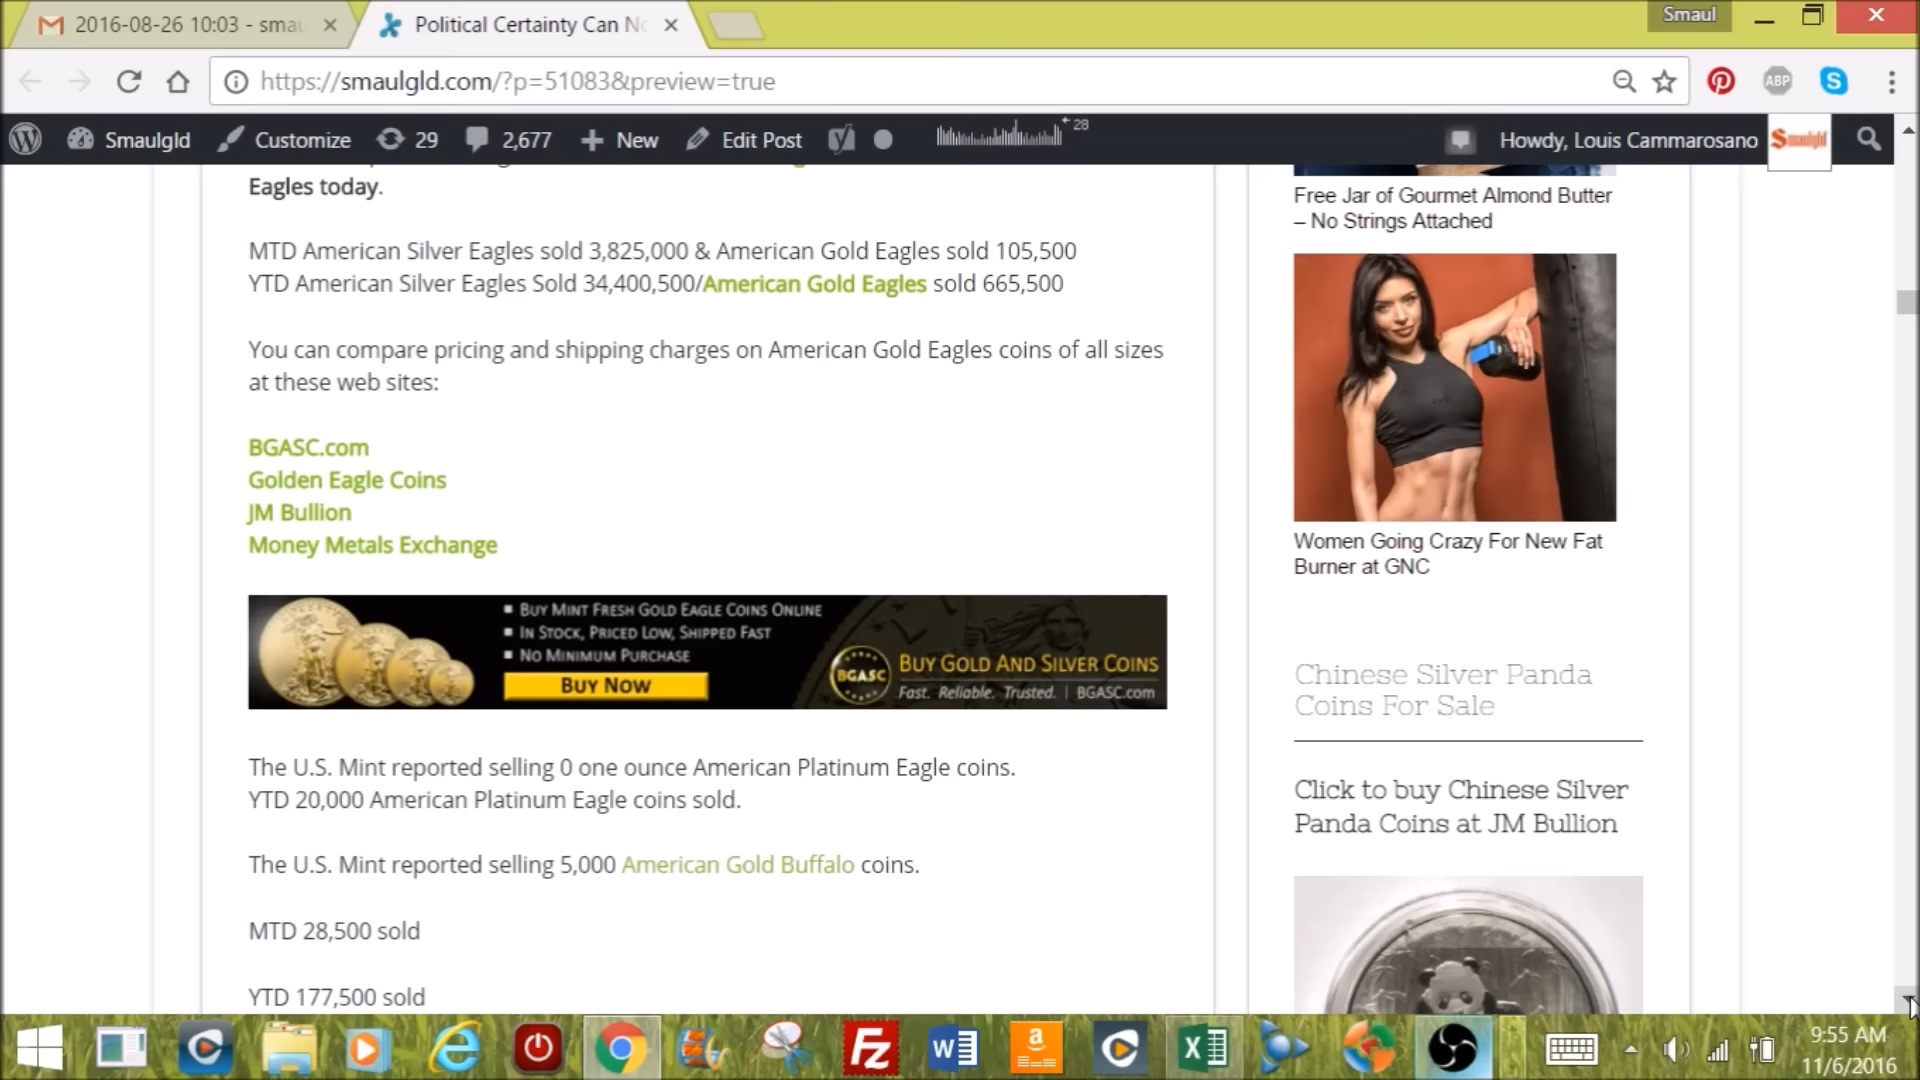 2016-08-26 10:03 - smau
Political Certainty Can No
Smaul
https://smaulgld.com/?p=51083&preview=true
ABP
Smaulgld
Customize
29
2,677
New
Edit Post
28
Howdy, Louis Cammarosano
Smaulgld
Eagles today.
MTD American Silver Eagles sold 3,825,000 & American Gold Eagles sold 105,500
YTD American Silver Eagles Sold 34,400,500/American Gold Eagles sold 665,500
You can compare pricing and shipping charges on American Gold Eagles coins of all sizes
at these web sites:
BGASC.com
Golden Eagle Coins
JM Bullion
Money Metals Exchange
BUY MINT FRESH GOLD EAGLE COINS ONLINE
IN STOCK, PRICED LOW, SHIPPED FAST
NO MINIMUM PURCHASE
BUY NOW
BGASC
BUY GOLD AND SILVER COINS
Fast. Reliable. Trusted. | BGASC.com
The U.S. Mint reported selling 0 one ounce American Platinum Eagle coins.
YTD 20,000 American Platinum Eagle coins sold.
The U.S. Mint reported selling 5,000 American Gold Buffalo coins.
MTD 28,500 sold
YTD 177,500 sold
Free Jar of Gourmet Almond Butter
– No Strings Attached
Women Going Crazy For New Fat
Burner at GNC
Chinese Silver Panda
Coins For Sale
Click to buy Chinese Silver
Panda Coins at JM Bullion
9:55 AM
11/6/2016